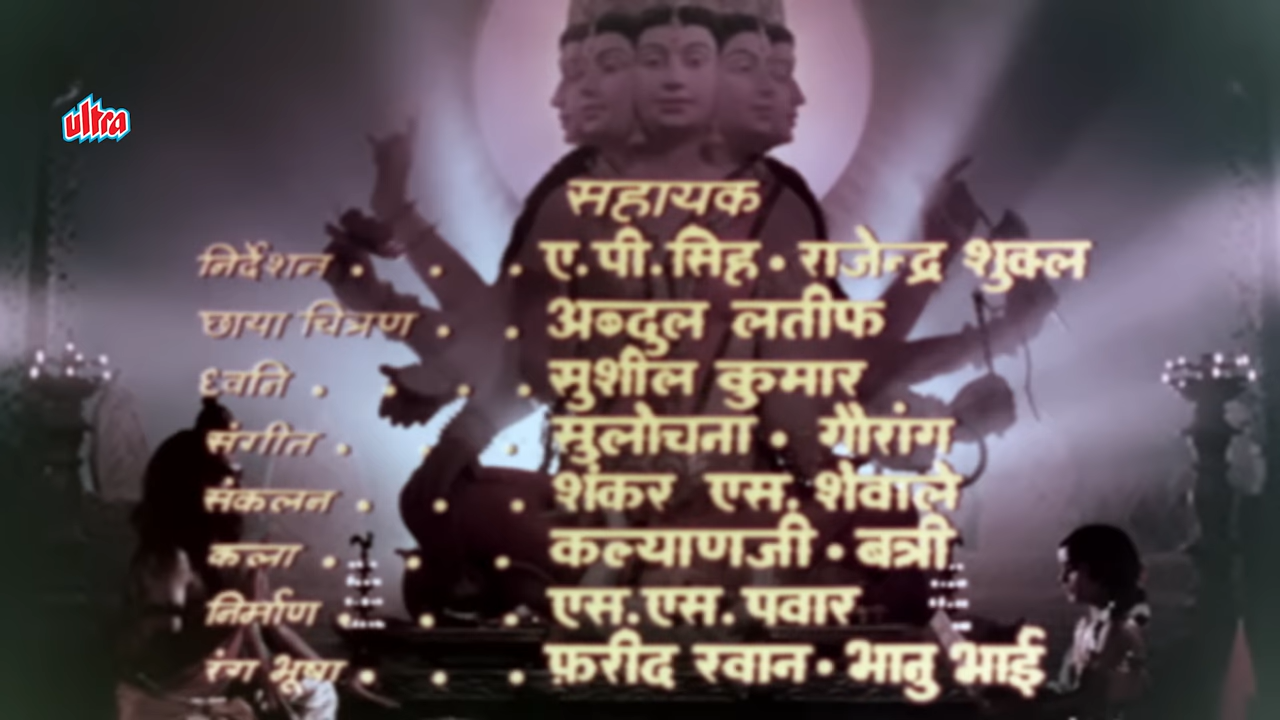 ultra
सहायक
निर्देशन . . . ए. पी. सिंह • राजेन्द्र शुक्ल
छाया चित्रण . . अब्दुल लतीफ
ध्वनि . . . . सुशील कुमार
संगीत . . . सुलोचना • गौरांग
संकलन . . . शंकर एस. शेवाले
कला . . . कल्याणजी • बत्री
निर्माण . . . एस. एस. पवार
रंग भूषा . . . फ़रीद खान • भानु भाई